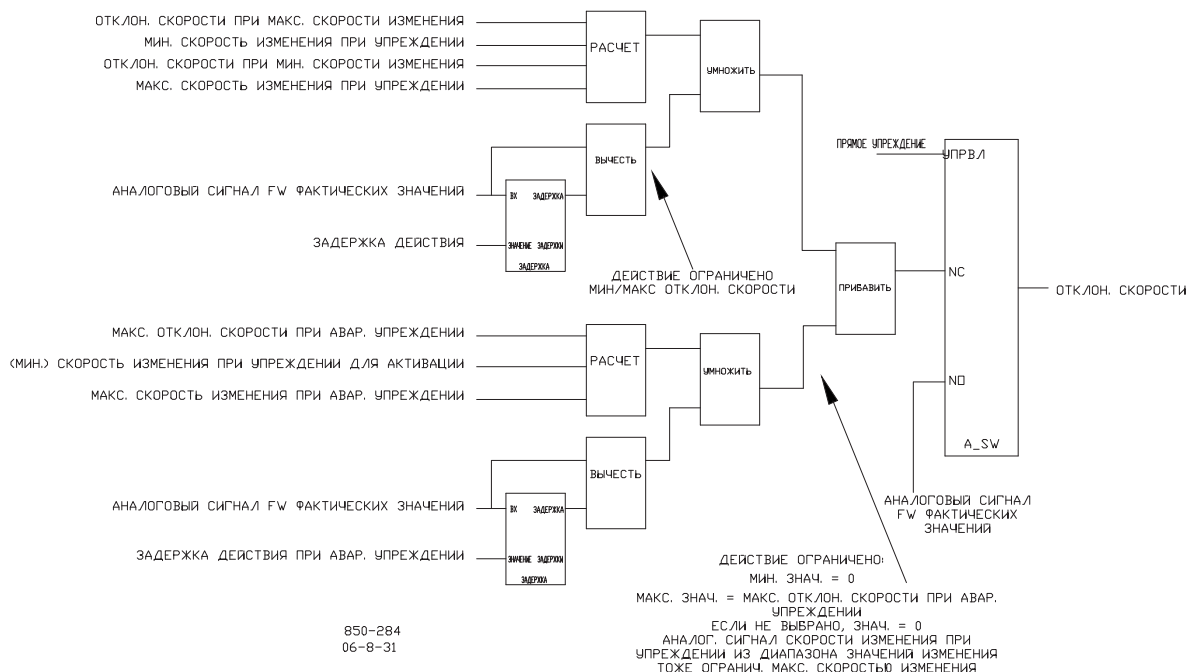 ОТКЛОН. СКОРОСТИ ПРИ МАКС. СКОРОСТИ ИЗМЕНЕНИЯ
МИН. СКОРОСТЬ ИЗМЕНЕНИЯ ПРИ УПРЕЖДЕНИИ
ОТКЛОН. СКОРОСТИ ПРИ МИН. СКОРОСТИ ИЗМЕНЕНИЯ
МАКС. СКОРОСТЬ ИЗМЕНЕНИЯ ПРИ УПРЕЖДЕНИИ
РАСЧЕТ
УМНОЖИТЬ
АНАЛОГОВЫЙ СИГНАЛ FW ФАКТИЧЕСКИХ ЗНАЧЕНИЙ
ЗАДЕРЖКА ДЕЙСТВИЯ
ВЫЧЕСТЬ
ВХ ЗАДЕРЖКА
ЗНАЧЕНИЕ ЗАДЕРЖКИ
ЗАДЕРЖКА
ДЕЙСТВИЕ ОГРАНИЧЕНО
МИН/МАКС ОТКЛОН. СКОРОСТИ
ПРЯМОЕ УПРЕЖДЕНИЕ
УПРВЛ
ПРИБАВИТЬ
NC
NO
A_SW
ОТКЛОН. СКОРОСТИ
МАКС. ОТКЛОН. СКОРОСТИ ПРИ АВАР. УПРЕЖДЕНИИ
(МИН.) СКОРОСТЬ ИЗМЕНЕНИЯ ПРИ УПРЕЖДЕНИИ ДЛЯ АКТИВАЦИИ
МАКС. СКОРОСТЬ ИЗМЕНЕНИЯ ПРИ АВАР. УПРЕЖДЕНИИ
РАСЧЕТ
УМНОЖИТЬ
АНАЛОГОВЫЙ СИГНАЛ FW ФАКТИЧЕСКИХ ЗНАЧЕНИЙ
ЗАДЕРЖКА ДЕЙСТВИЯ ПРИ АВАР. УПРЕЖДЕНИИ
ВЫЧЕСТЬ
ВХ ЗАДЕРЖКА
ЗНАЧЕНИЕ ЗАДЕРЖКИ
ЗАДЕРЖКА
АНАЛОГОВЫЙ СИГНАЛ
FW ФАКТИЧЕСКИХ
ЗНАЧЕНИЙ
ДЕЙСТВИЕ ОГРАНИЧЕНО:
МИН. ЗНАЧ. = 0
МАКС. ЗНАЧ. = МАКС. ОТКЛОН. СКОРОСТИ ПРИ АВАР.
УПРЕЖДЕНИИ
ЕСЛИ НЕ ВЫБРАНО, ЗНАЧ. = 0
АНАЛОГ. СИГНАЛ СКОРОСТИ ИЗМЕНЕНИЯ ПРИ
УПРЕЖДЕНИИ ИЗ ДИАПАЗОНА ЗНАЧЕНИЙ ИЗМЕНЕНИЯ
ТОЖЕ ОГРАНИЧ. МАКС. СКОРОСТЬЮ ИЗМЕНЕНИЯ
850-284
06-8-31